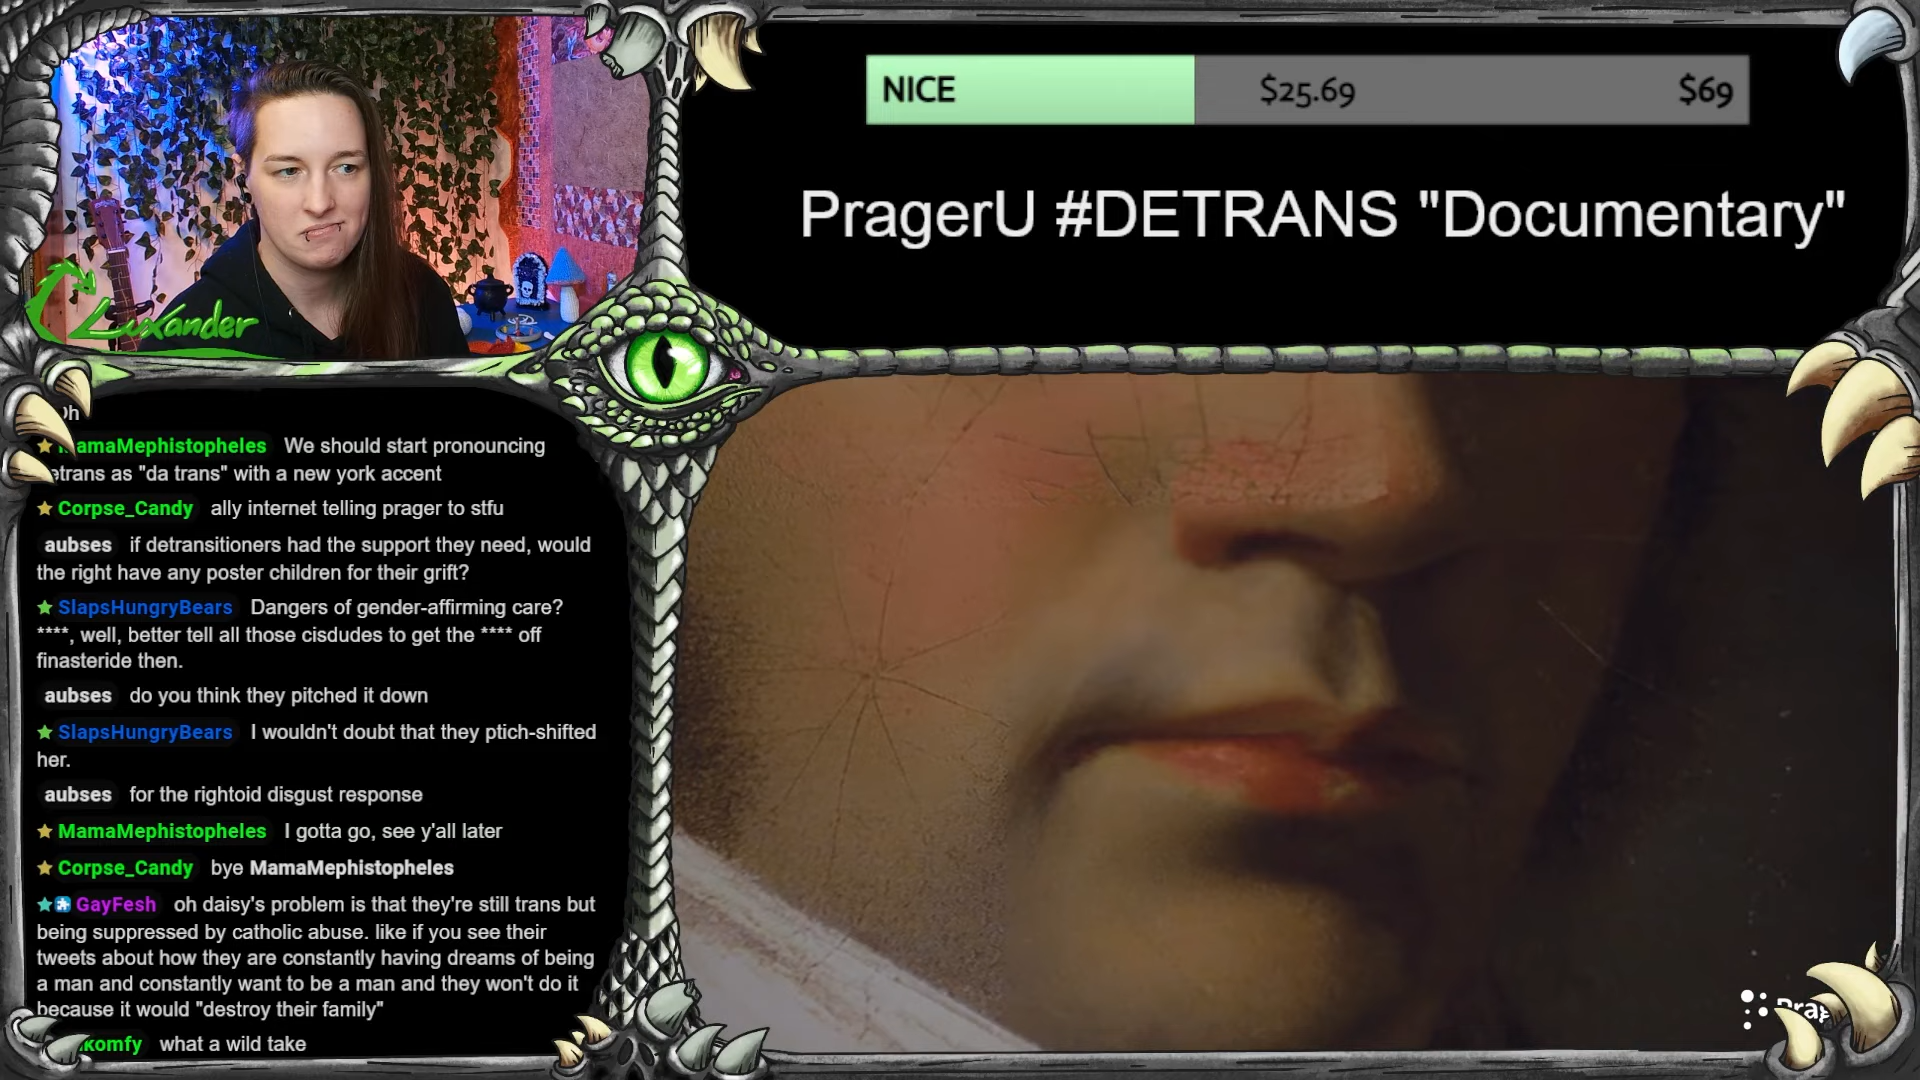 NICE $25.69 $69
PragerU #DETRANS "Documentary"
Luxander
We should start pronouncing
"da trans" with a new york accent
Corpse_Candy ally internet telling prager to stfu
aubses if detransitioners had the support they need, would
the right have any poster children for their grift?
SlapsHungryBears Dangers of gender-affirming care?
****, well, better tell all those cisdudes to get the **** off
finasteride then.
aubses do you think they pitched it down
SlapsHungryBears I wouldn't doubt that they ptich-shifted
her.
aubses for the rightoid disgust response
MamaMephistopheles I gotta go, see y'all later
Corpse_Candy bye MamaMephistopheles
GayFesh oh daisy's problem is that they're still trans but
being suppressed by catholic abuse. like if you see their
tweets about how they are constantly having dreams of being
a man and constantly want to be a man and they won't do it
because it would "destroy their family"
what a wild take